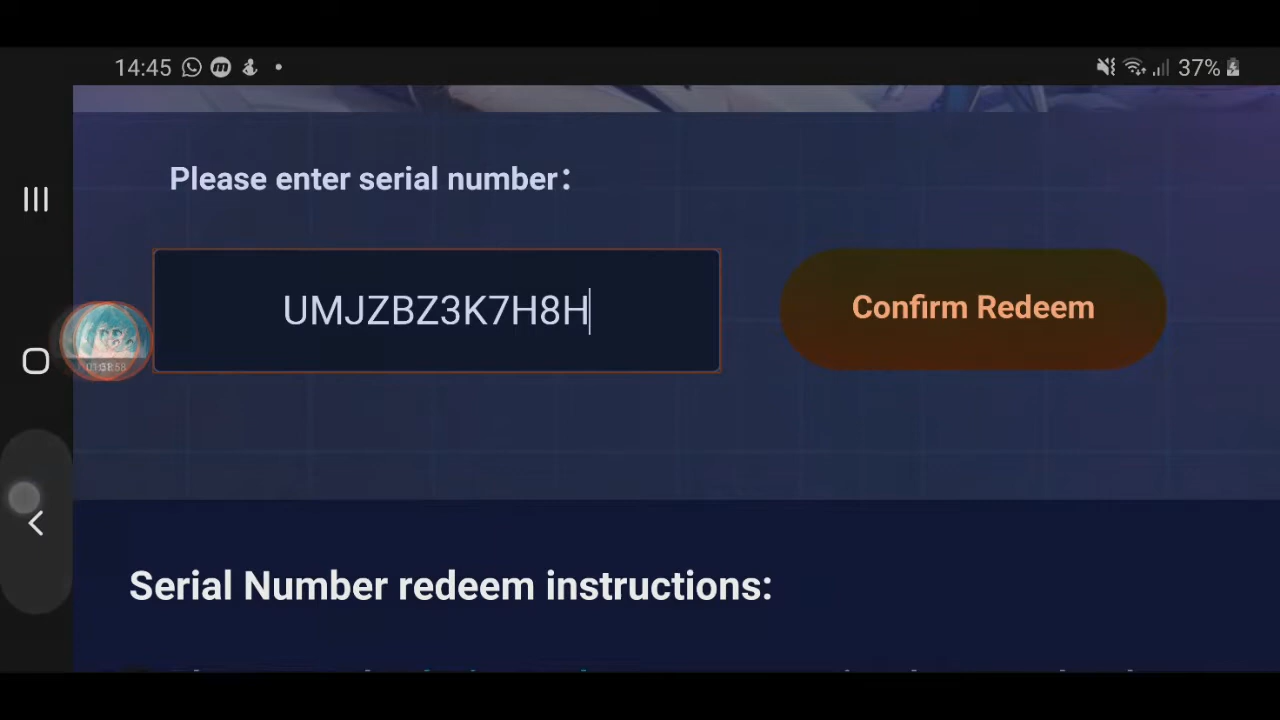 14:45
37%
Please enter serial number:
UMJZBZ3K7H8H
Confirm Redeem
Serial Number redeem instructions: